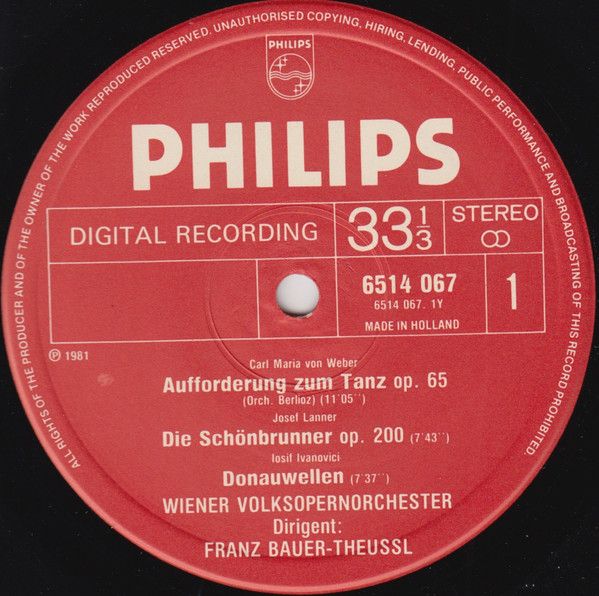 ALL RIGHTS OF THE PRODUCER AND OF THE OWNER OF THE WORK REPRODUCED RESERVED. UNAUTHORISED COPYING, HIRING, LENDING, PUBLIC PERFORMANCE AND BROADCASTING OF THIS RECORD PROHIBITED
PHILIPS
PHILIPS
DIGITAL RECORDING
33 1/3
STEREO
6514 067
6514 067. 1Y
MADE IN HOLLAND
1
℗ 1981
Carl Maria von Weber
Aufforderung zum Tanz op. 65
(Orch. Berlioz) (11'05'')
Josef Lanner
Die Schönbrunner op. 200 (7'43'')
Iosif Ivanovici
Donauwellen (7'37'')
WIENER VOLKSOPERNORCHESTER
Dirigent:
FRANZ BAUER-THEUSSL